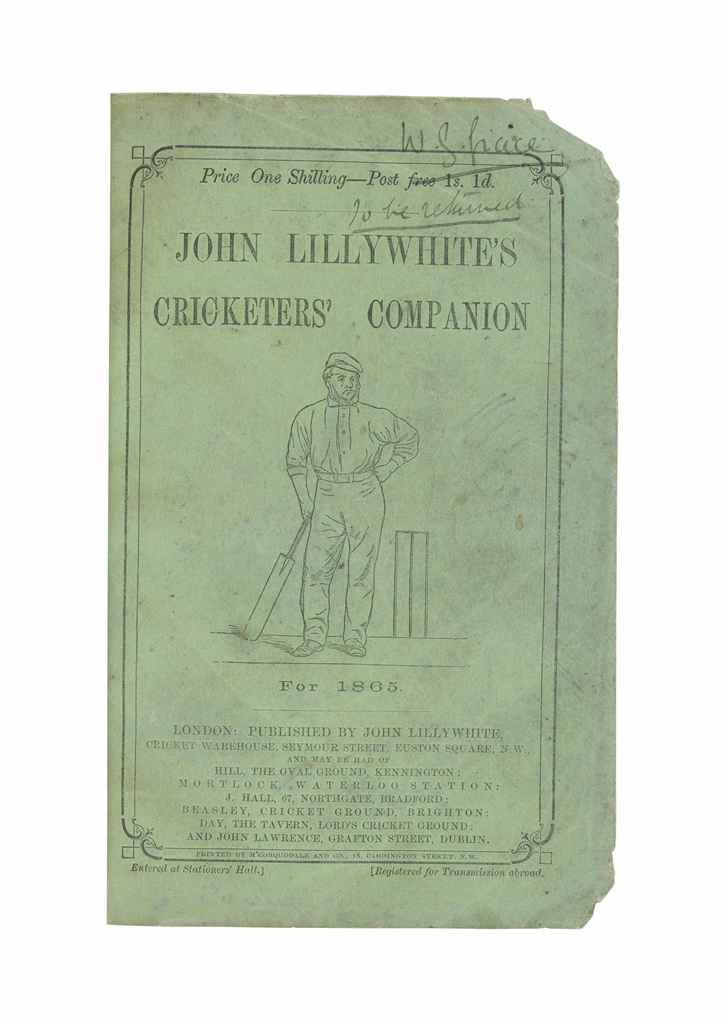 W. G. Grace
Price One Shilling—Post free 1s. 1d.
To be returned
JOHN LILLYWHITE'S
CRICKETERS' COMPANION
For 1865.
LONDON: PUBLISHED BY JOHN LILLYWHITE,
CRICKET WAREHOUSE, SEYMOUR STREET, EUSTON SQUARE, N.W.,
AND MAY BE HAD OF
HILL, THE OVAL GROUND, KENNINGTON;
MORTLOCK, WATERLOO STATION;
J. HALL, 67, NORTHGATE, BRADFORD;
BEASLEY, CRICKET GROUND, BRIGHTON;
DAY, THE TAVERN, LORD'S CRICKET GROUND;
AND JOHN LAWRENCE, GRAFTON STREET, DUBLIN.
PRINTED BY M'CORQUODALE AND CO., 18, CARDINGTON STREET, N.W.
Entered at Stationers' Hall.] [Registered for Transmission abroad.